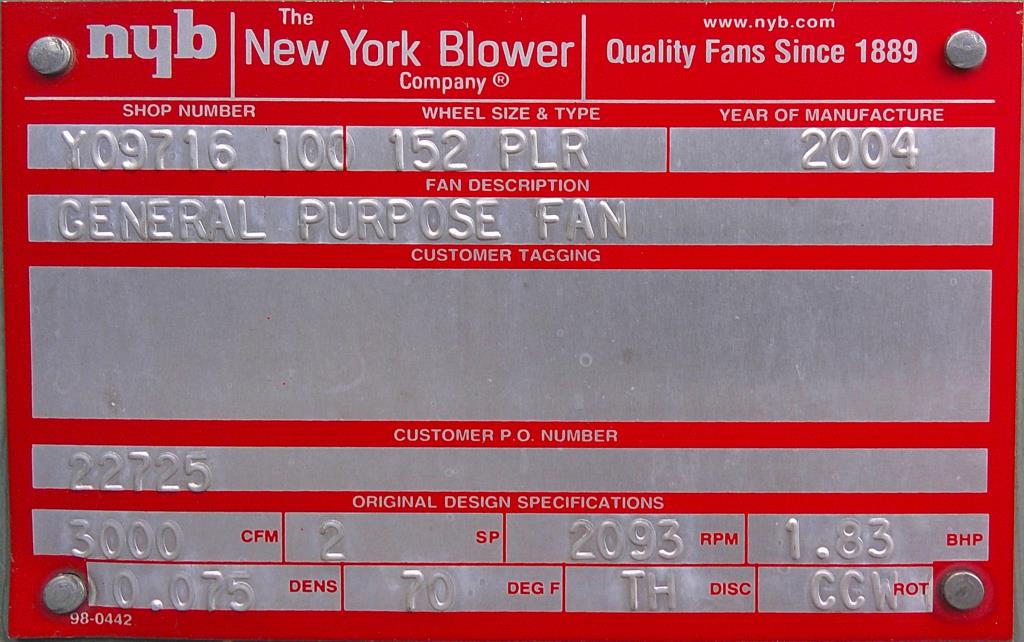 nyb
The
New York Blower
Company ®
www.nyb.com
Quality Fans Since 1889
SHOP NUMBER WHEEL SIZE & TYPE YEAR OF MANUFACTURE
Y09716 100 152 PLR 2004
FAN DESCRIPTION
GENERAL PURPOSE FAN
CUSTOMER TAGGING
CUSTOMER P.O. NUMBER
22725
ORIGINAL DESIGN SPECIFICATIONS
3000 CFM 2 SP 2093 RPM 1.83 BHP
0.075 DENS 70 DEG F TH DISC CCW ROT
98-0442